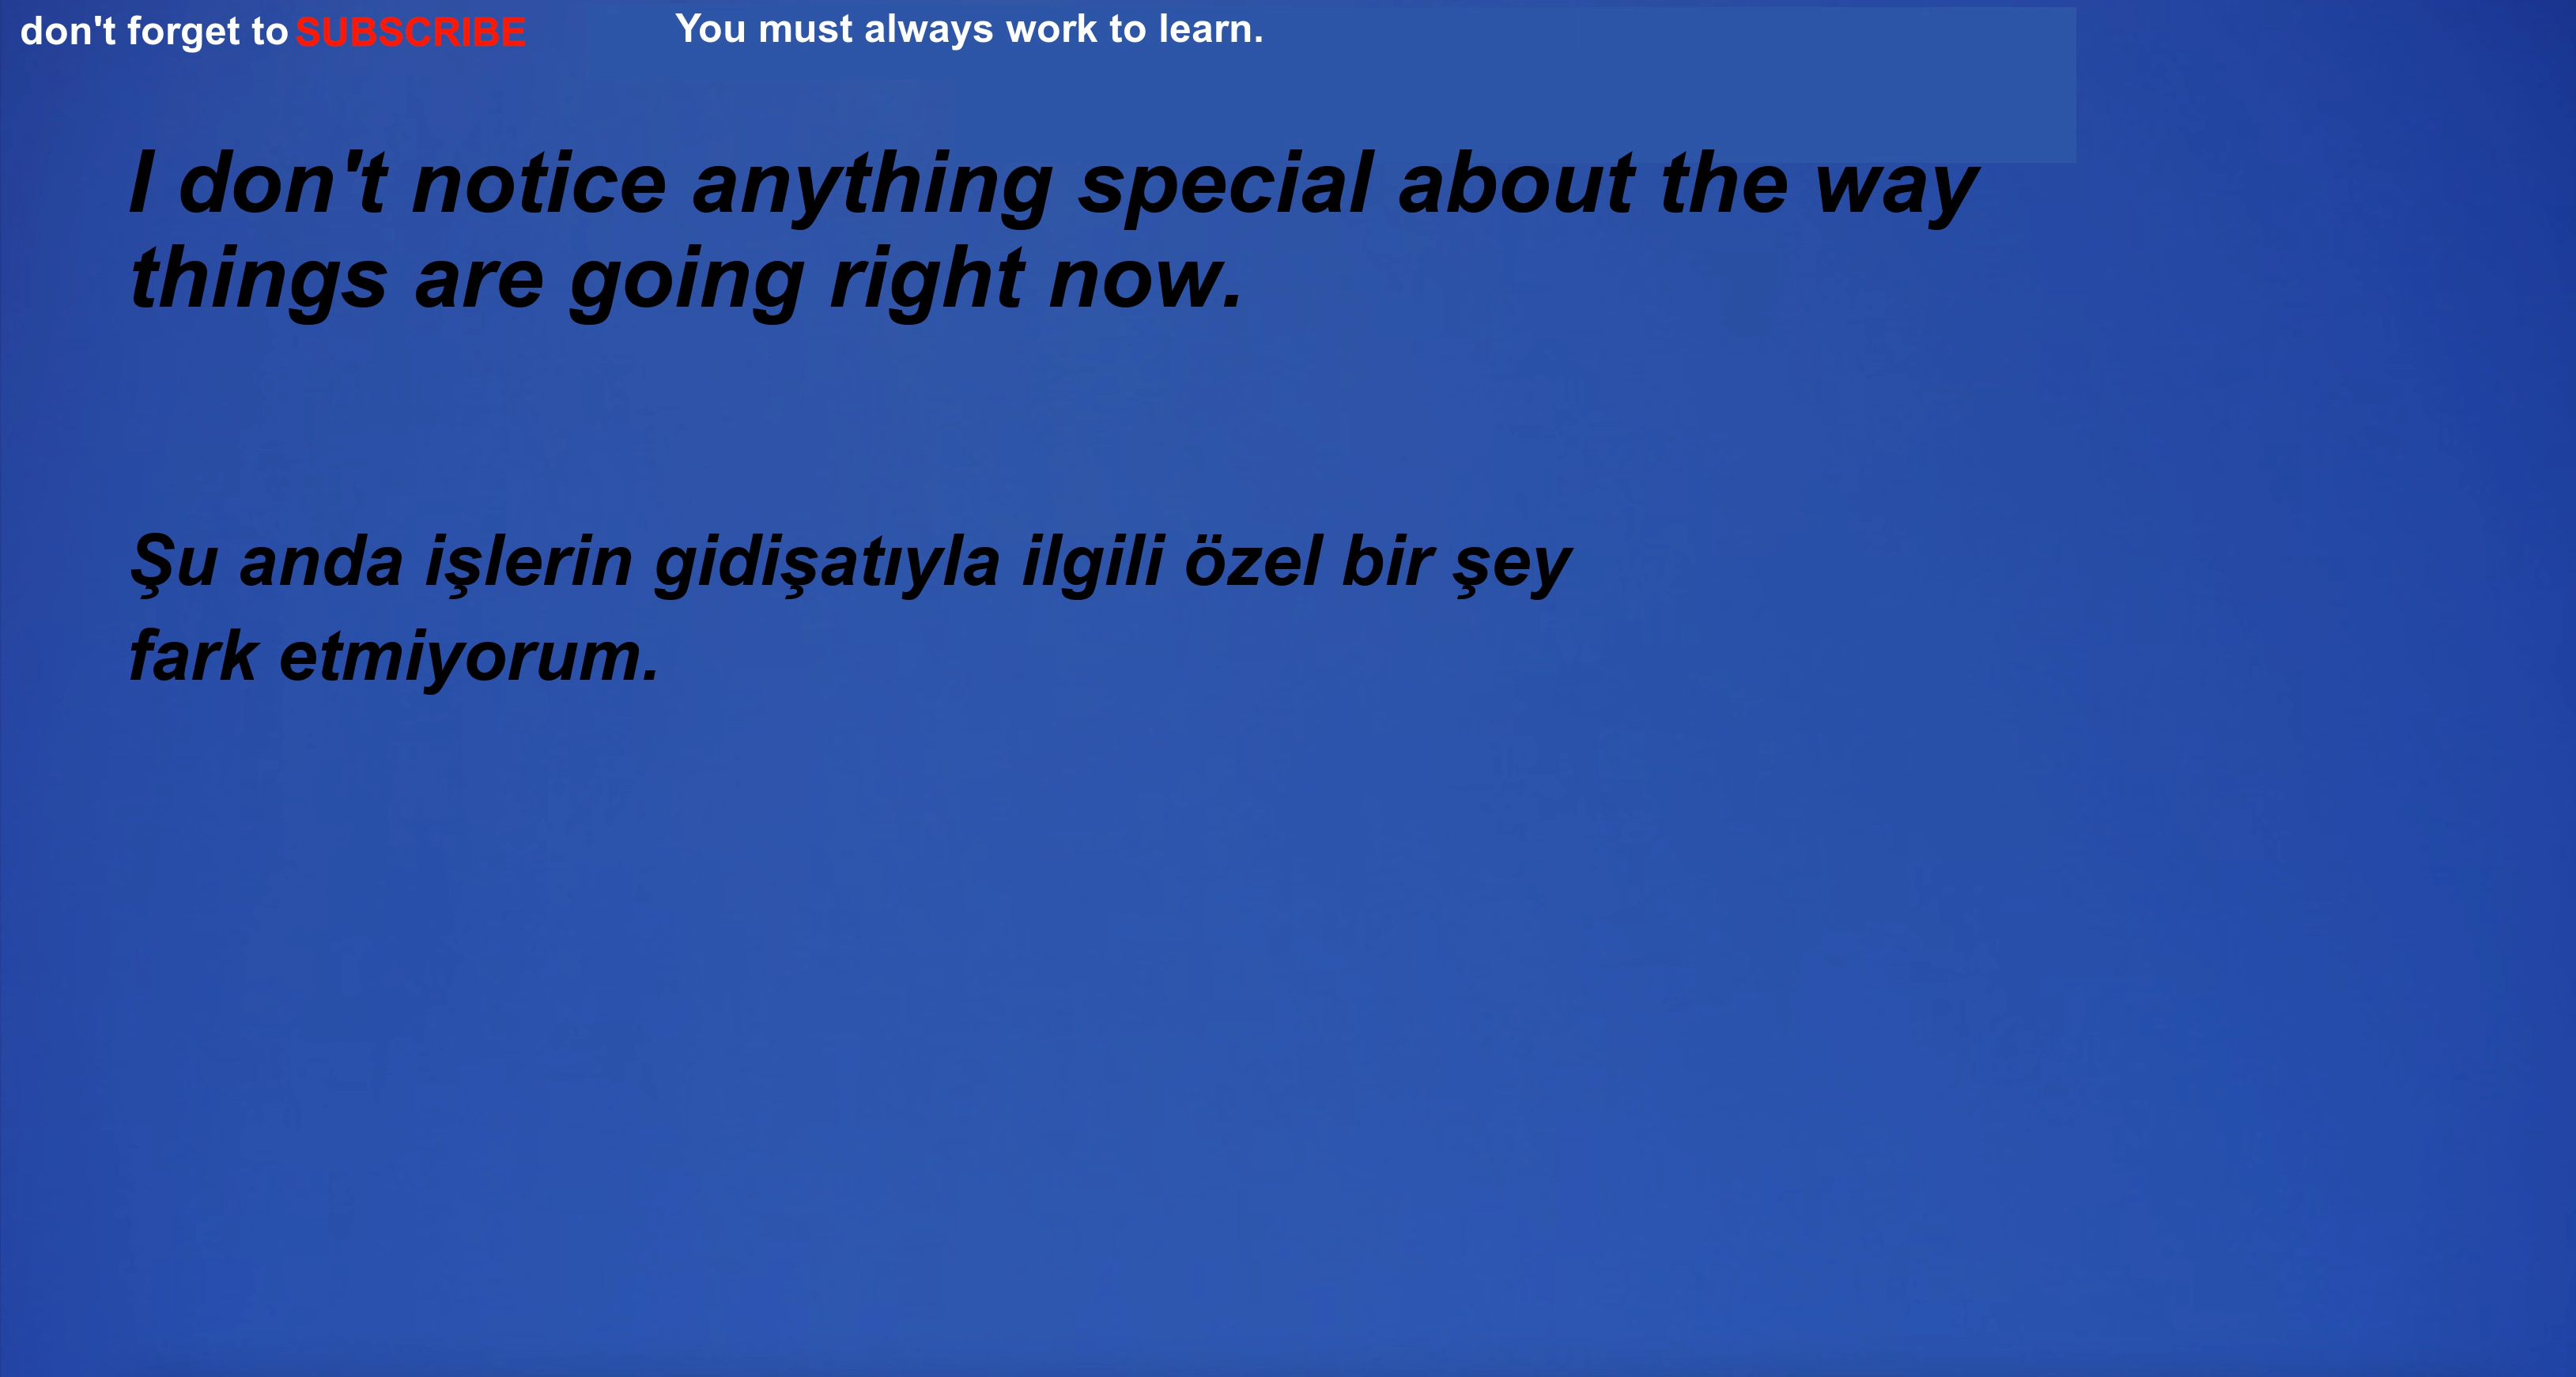 don't forget to SUBSCRIBE
You must always work to learn.
I don't notice anything special about the way
things are going right now.
Şu anda işlerin gidişatıyla ilgili özel bir şey
fark etmiyorum.